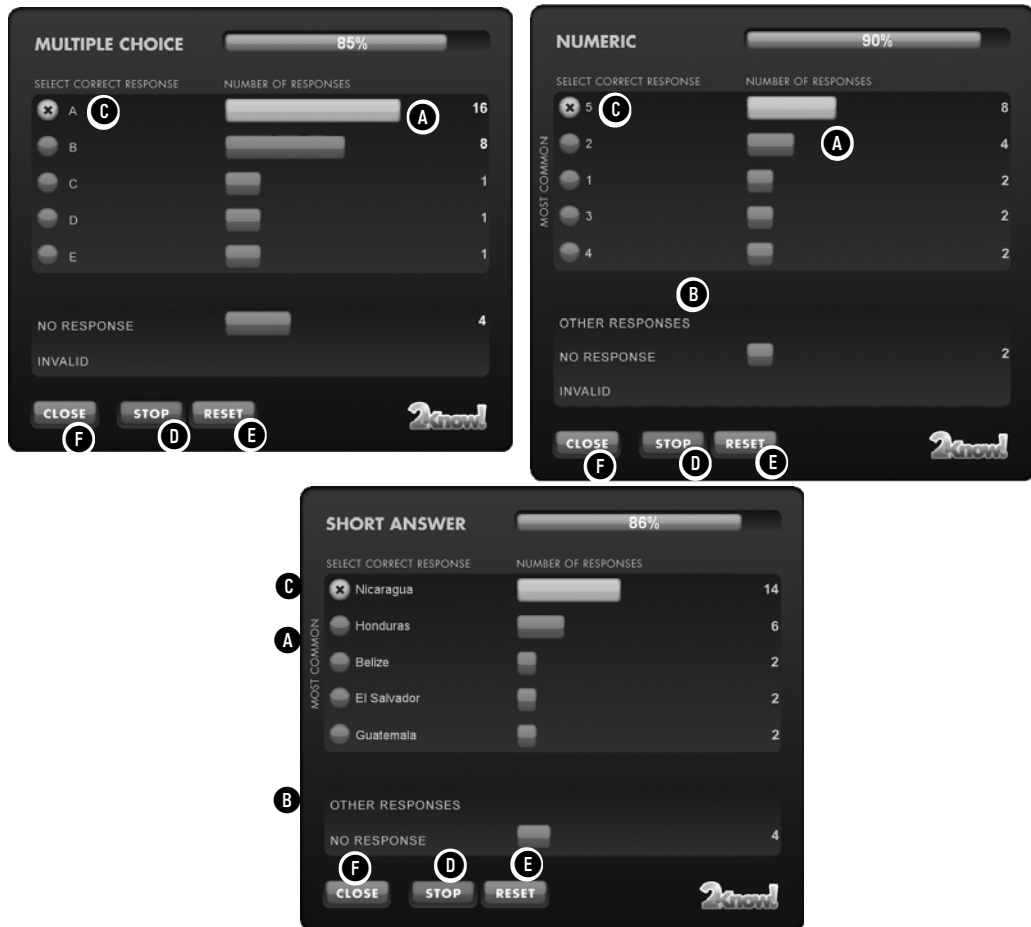 MULTIPLE CHOICE 85%
SELECT CORRECT RESPONSE NUMBER OF RESPONSES
A C A 16
B 8
C 1
D 1
E 1
NO RESPONSE 4
INVALID
CLOSE STOP RESET 2Know!
F D E
NUMERIC 90%
SELECT CORRECT RESPONSE NUMBER OF RESPONSES
MOST COMMON
5 C 8
2 A 4
1 2
3 2
4 2
B
OTHER RESPONSES
NO RESPONSE 2
INVALID
CLOSE STOP RESET 2Know!
F D E
SHORT ANSWER 86%
SELECT CORRECT RESPONSE NUMBER OF RESPONSES
MOST COMMON
C Nicaragua 14
Honduras 6
A
Belize 2
El Salvador 2
Guatemala 2
B OTHER RESPONSES
NO RESPONSE 4
F D E
CLOSE STOP RESET 2Know!